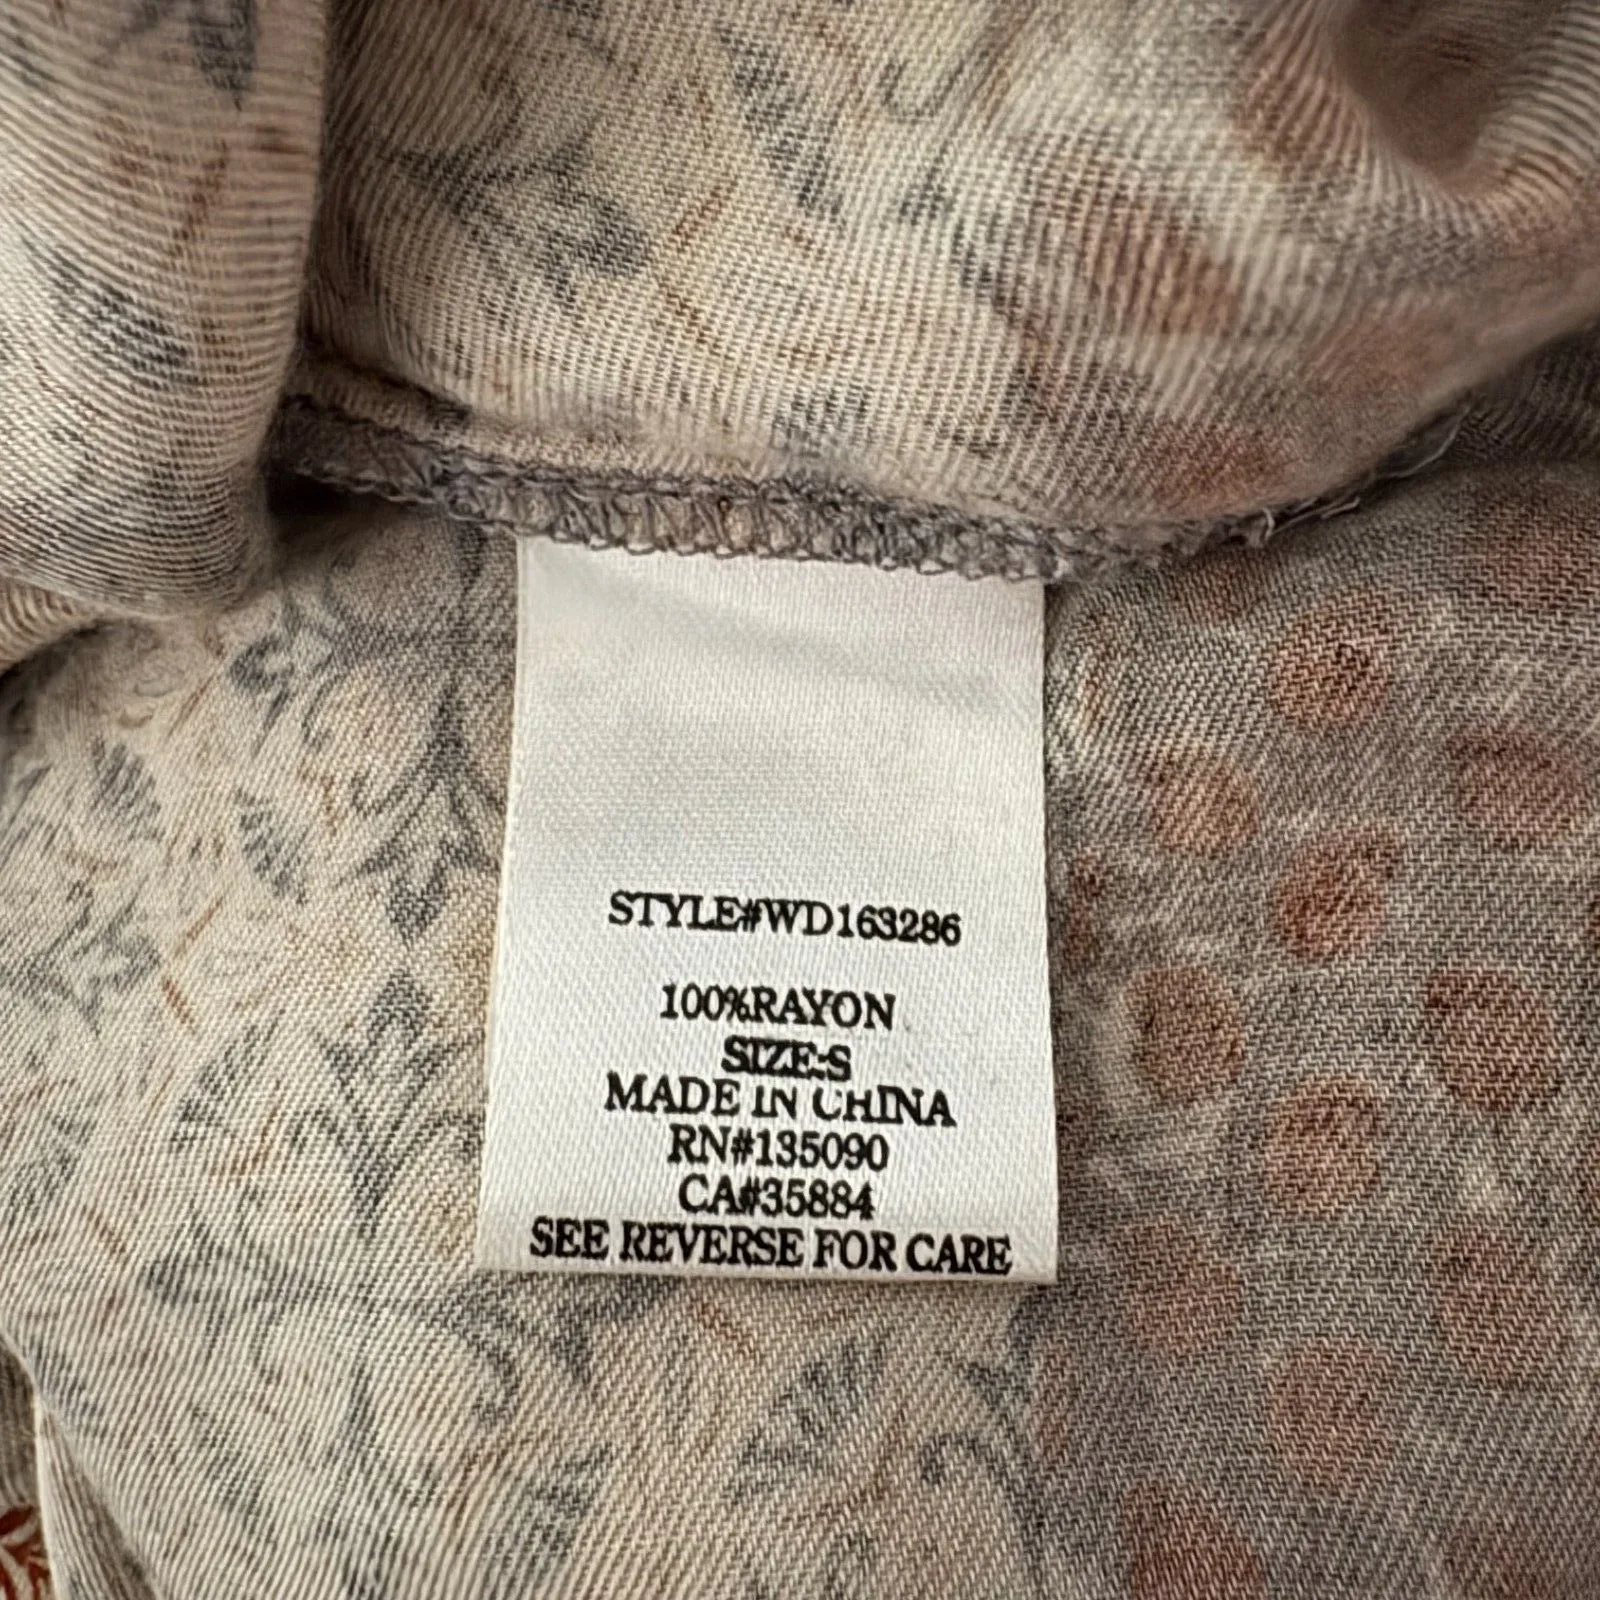 STYLE#WD163286
100%RAYON
SIZE:S
MADE IN CHINA
RN#135090
CA#35884
SEE REVERSE FOR CARE